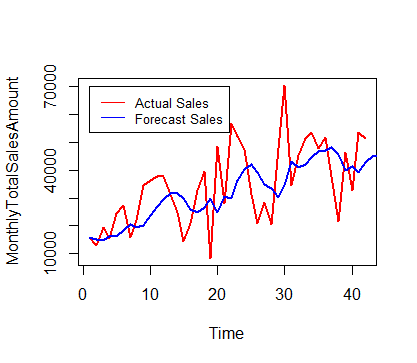 MonthlyTotalSalesAmount
70000
40000
10000
Actual Sales
Forecast Sales
0 10 20 30 40
Time